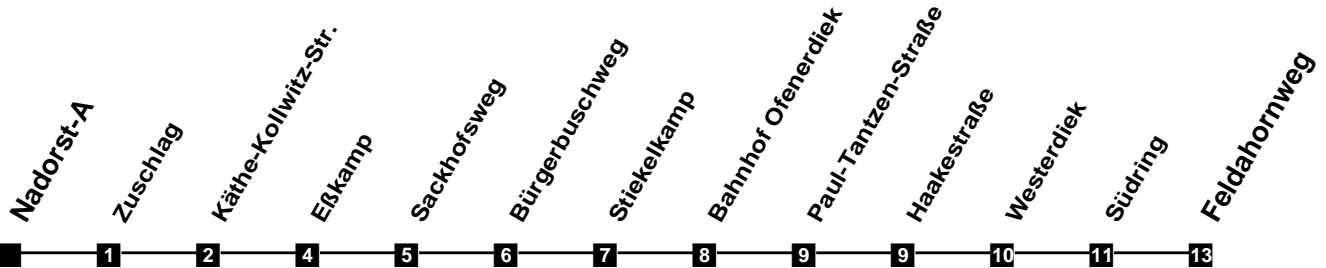 Nadorst-A
Zuschlag
Käthe-Kollwitz-Str.
Eßkamp
Sackhofsweg
Bürgerbuschweg
Stiekelkamp
Bahnhof Ofenerdiek
Paul-Tantzen-Straße
Haakestraße
Westerdiek
Südring
Feldahornweg
1 2 4 5 6 7 8 9 9 10 11 13